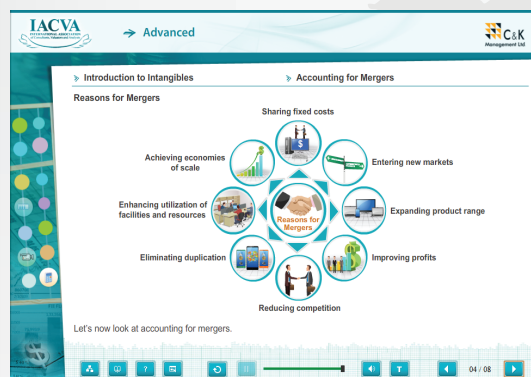 IACVA
INTERNATIONAL ASSOCIATION
Advanced
C&K
Management Ltd
Introduction to Intangibles
Accounting for Mergers
Reasons for Mergers
Sharing fixed costs
Achieving economies
of scale
Entering new markets
Enhancing utilization of
facilities and resources
Reasons for
Mergers
Expanding product range
Eliminating duplication
Improving profits
Reducing competition
Let's now look at accounting for mergers.
?
T
04 / 08